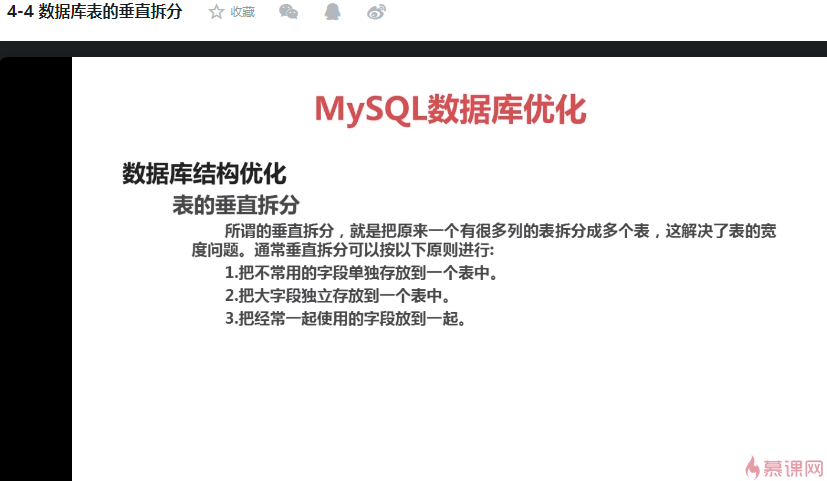 4-4 数据库表的垂直拆分 收藏
MySQL数据库优化
数据库结构优化
表的垂直拆分
所谓的垂直拆分，就是把原来一个有很多列的表拆分成多个表，这解决了表的宽
度问题。通常垂直拆分可以按以下原则进行:
1.把不常用的字段单独存放到一个表中。
2.把大字段独立存放到一个表中。
3.把经常一起使用的字段放到一起。
慕课网